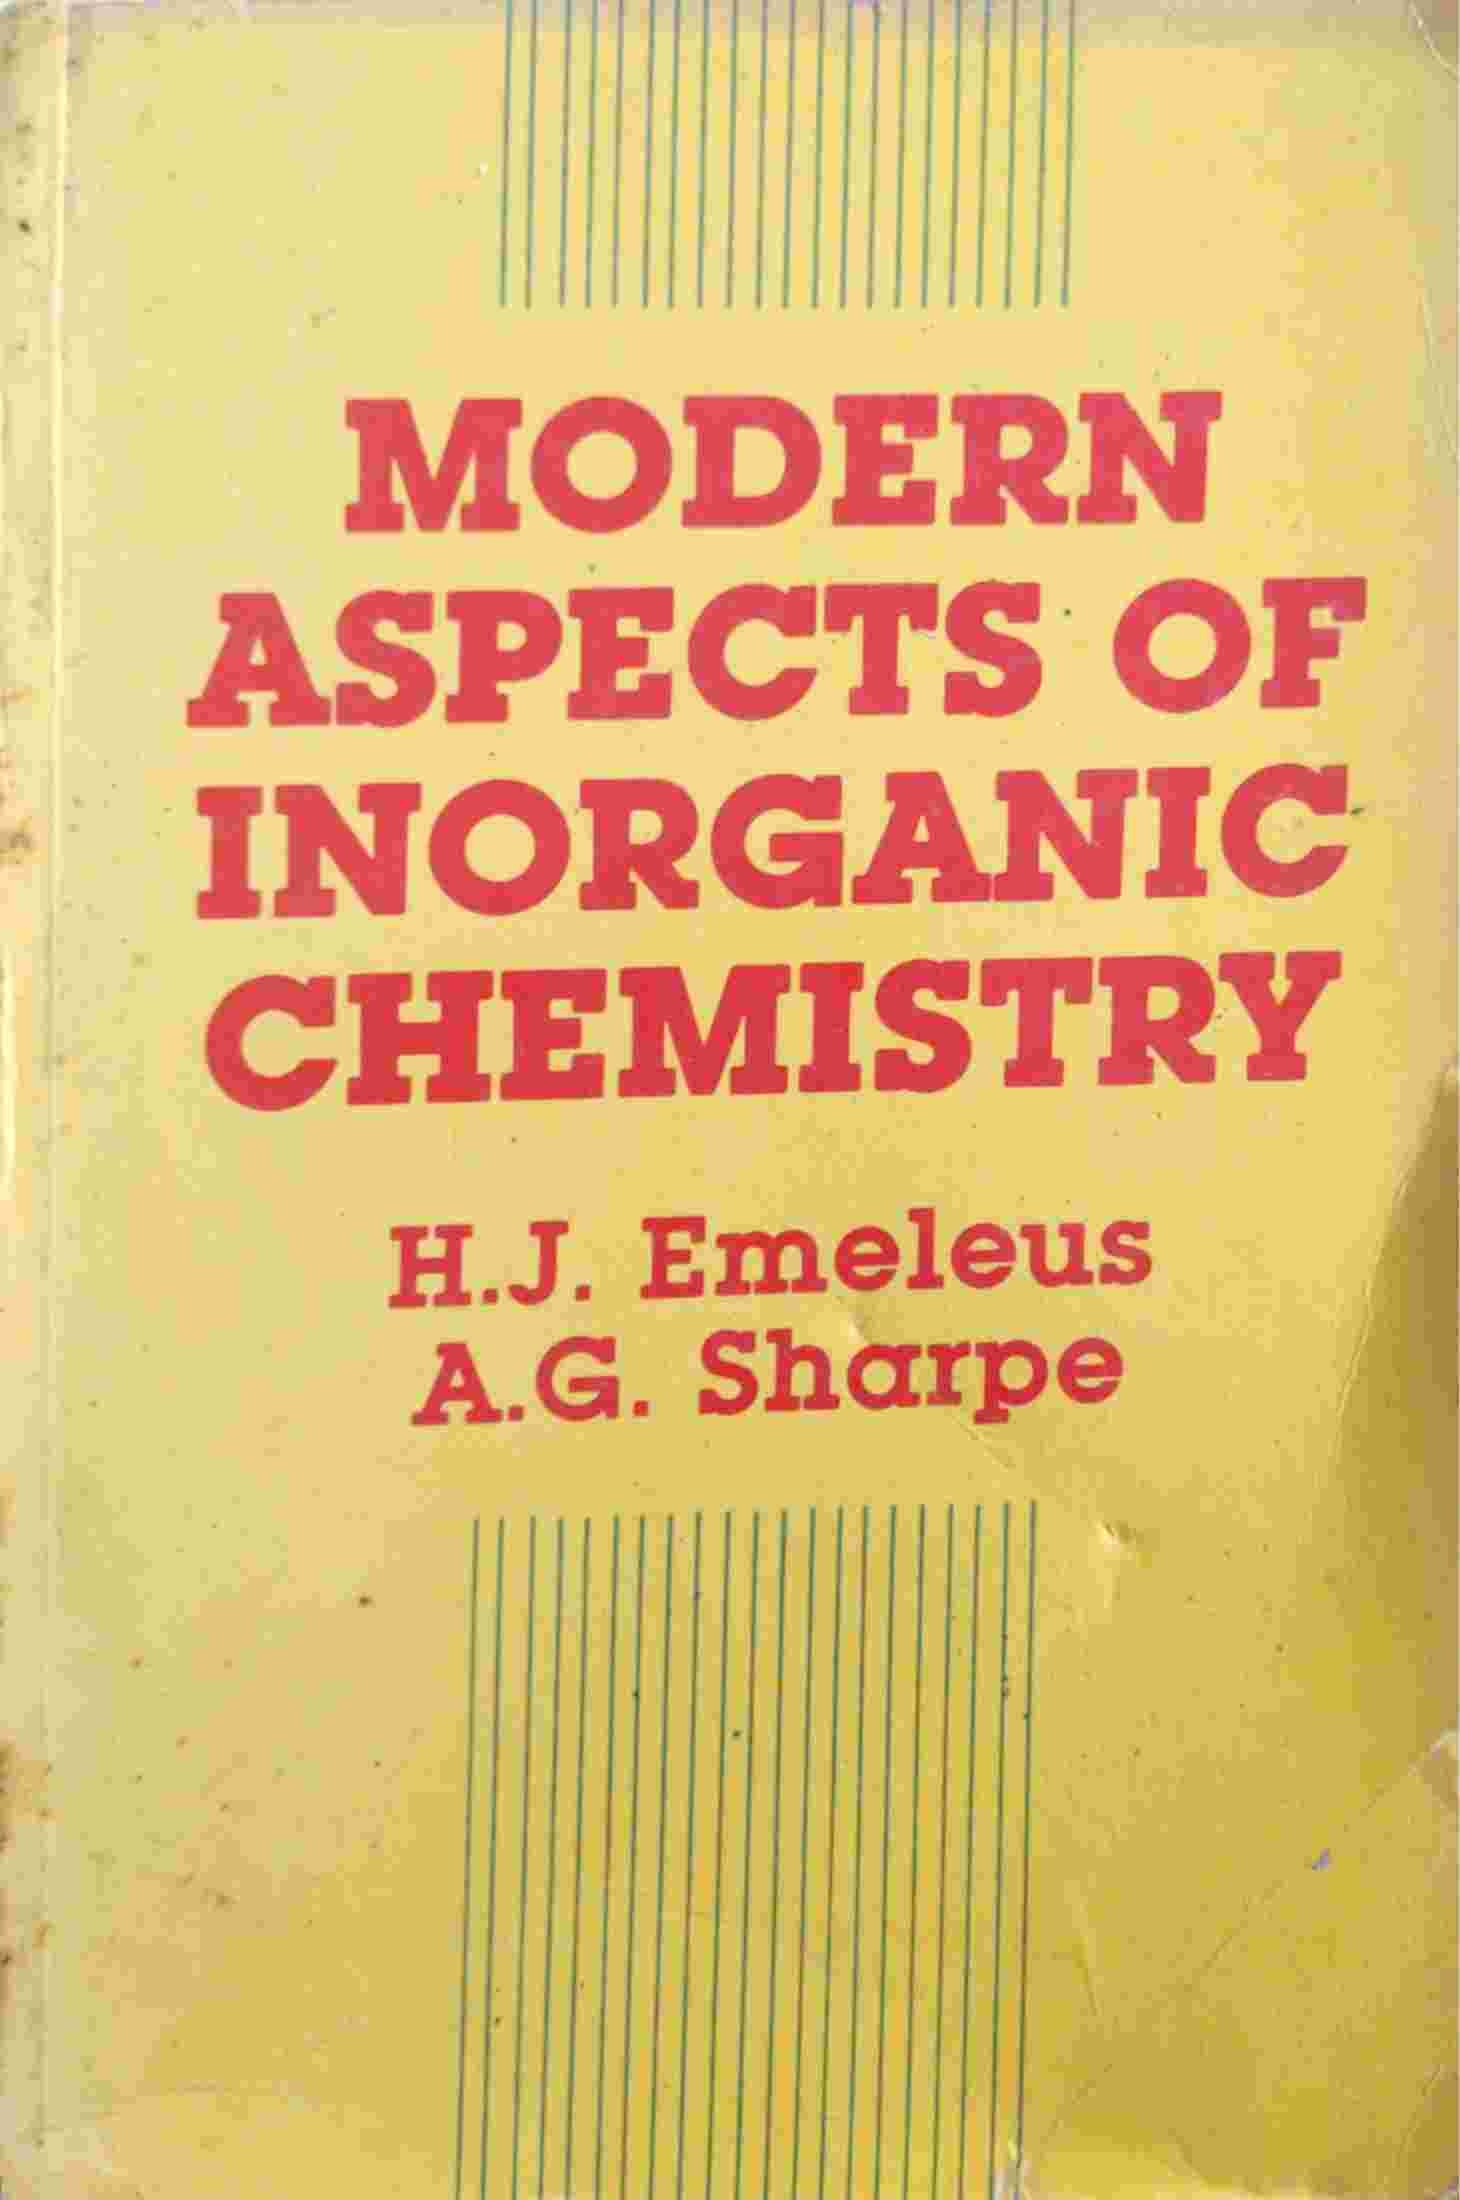 MODERN
ASPECTS OF
INORGANIC
CHEMISTRY
H.J. Emeleus
A.G. Sharpe